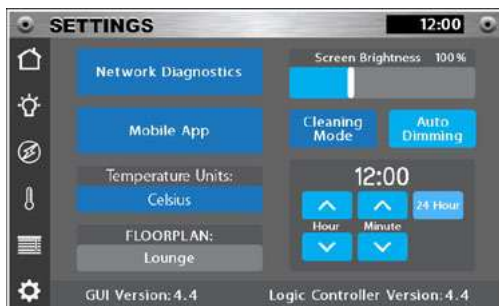 SETTINGS
12:00
Network Diagnostics
Screen Brightness 100%
Mobile App
Cleaning
Mode
Auto
Dimming
Temperature Units:
Celsius
12:00
24 Hour
Hour Minute
FLOORPLAN:
Lounge
GUI Version: 4.4
Logic Controller Version: 4.4